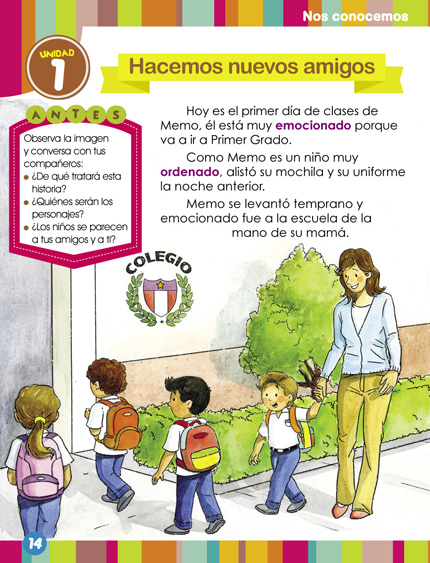 Nos conocemos
UNIDAD
1
Hacemos nuevos amigos
ANTES
Observa la imagen
y conversa con tus
compañeros:
• ¿De qué tratará esta
historia?
• ¿Quiénes serán los
personajes?
• ¿Los niños se parecen
a tus amigos y a ti?
Hoy es el primer día de clases de
Memo, él está muy emocionado porque
va a ir a Primer Grado.
Como Memo es un niño muy
ordenado, alistó su mochila y su uniforme
la noche anterior.
Memo se levantó temprano y
emocionado fue a la escuela de la
mano de su mamá.
COLEGIO
14